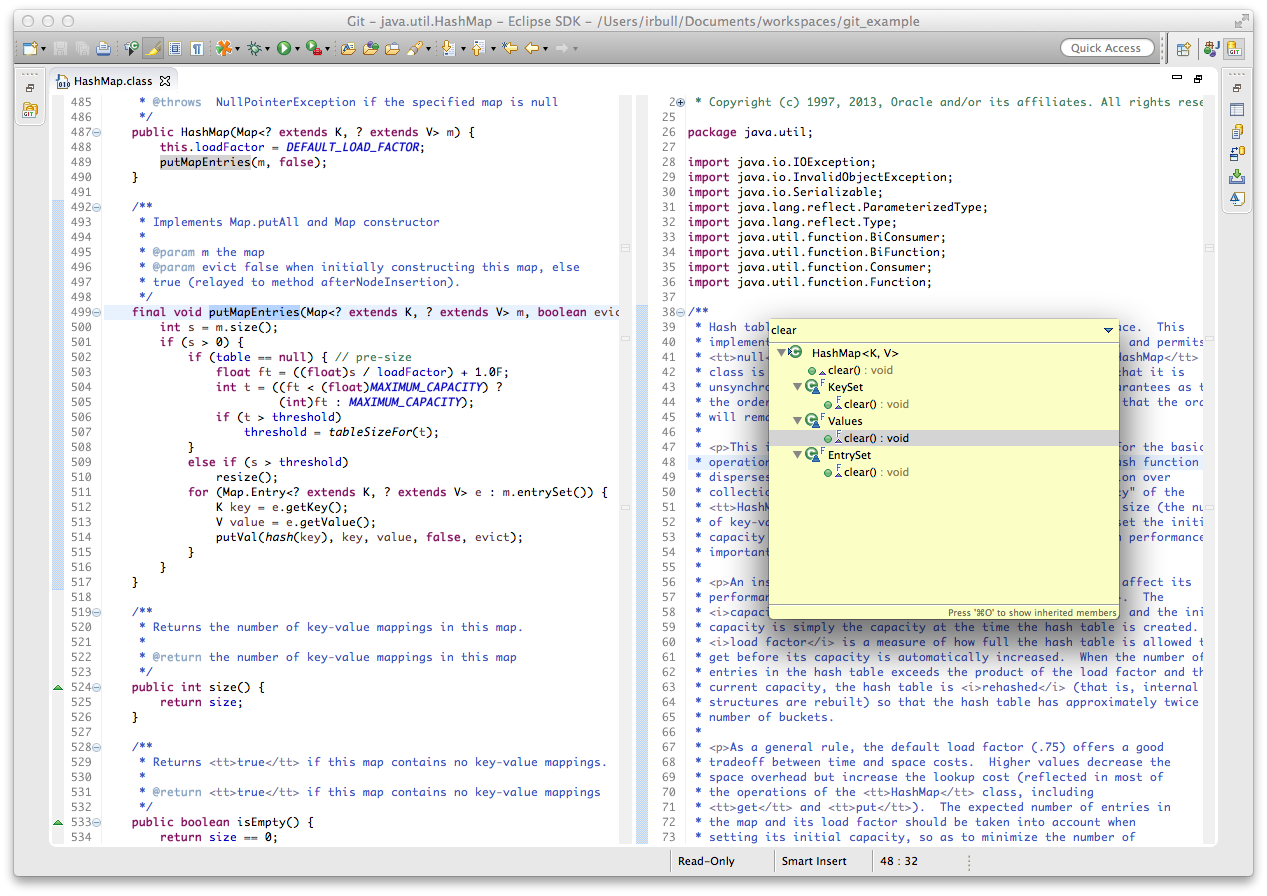 Git – java.util.HashMap – Eclipse SDK – /Users/irbull/Documents/workspaces/git_example
Quick Access
HashMap.class
485 * @throws  NullPointerException if the specified map is null
486 */
487 public HashMap(Map<? extends K, ? extends V> m) {
488 this.loadFactor = DEFAULT_LOAD_FACTOR;
489 putMapEntries(m, false);
490 }
491
492 /**
493 * Implements Map.putAll and Map constructor
494 *
495 * @param m the map
496 * @param evict false when initially constructing this map, else
497 * true (relayed to method afterNodeInsertion).
498 */
499 final void putMapEntries(Map<? extends K, ? extends V> m, boolean evic
500 int s = m.size();
501 if (s > 0) {
502 if (table == null) { // pre-size
503 float ft = ((float)s / loadFactor) + 1.0F;
504 int t = ((ft < (float)MAXIMUM_CAPACITY) ?
505 (int)ft : MAXIMUM_CAPACITY);
506 if (t > threshold)
507 threshold = tableSizeFor(t);
508 }
509 else if (s > threshold)
510 resize();
511 for (Map.Entry<? extends K, ? extends V> e : m.entrySet()) {
512 K key = e.getKey();
513 V value = e.getValue();
514 putVal(hash(key), key, value, false, evict);
515 }
516 }
517 }
518
519 /**
520 * Returns the number of key-value mappings in this map.
521 *
522 * @return the number of key-value mappings in this map
523 */
524 public int size() {
525 return size;
526 }
527
528 /**
529 * Returns <tt>true</tt> if this map contains no key-value mappings.
530 *
531 * @return <tt>true</tt> if this map contains no key-value mappings
532 */
533 public boolean isEmpty() {
534 return size == 0;
2 * Copyright (c) 1997, 2013, Oracle and/or its affiliates. All rights rese
25
26 package java.util;
27
28 import java.io.IOException;
29 import java.io.InvalidObjectException;
30 import java.io.Serializable;
31 import java.lang.reflect.ParameterizedType;
32 import java.lang.reflect.Type;
33 import java.util.function.BiConsumer;
34 import java.util.function.BiFunction;
35 import java.util.function.Consumer;
36 import java.util.function.Function;
37
38 /**
39 * Hash tabl ce.  This
40 * implement and permits
41 * <tt>null< HashMap</tt>
42 * class is that it is
43 * unsynchro arantees as t
44 * the order that the ord
45 * will rema
46 *
47 * <p>This i for the basic
48 * operation sh function
49 * disperses on over
50 * collectio y" of the
51 * <tt>HashM size (the nu
52 * of key-va set the initi
53 * capacity performance
54 * important
55 *
56 * <p>An ins affect its
57 * performan .  The
58 * <i>capaci and the ini
59 * capacity is simply the capacity at the time the hash table is created.
60 * <i>load factor</i> is a measure of how full the hash table is allowed t
61 * get before its capacity is automatically increased.  When the number of
62 * entries in the hash table exceeds the product of the load factor and th
63 * current capacity, the hash table is <i>rehashed</i> (that is, internal
64 * structures are rebuilt) so that the hash table has approximately twice
65 * number of buckets.
66 *
67 * <p>As a general rule, the default load factor (.75) offers a good
68 * tradeoff between time and space costs.  Higher values decrease the
69 * space overhead but increase the lookup cost (reflected in most of
70 * the operations of the <tt>HashMap</tt> class, including
71 * <tt>get</tt> and <tt>put</tt>).  The expected number of entries in
72 * the map and its load factor should be taken into account when
73 * setting its initial capacity, so as to minimize the number of
clear
HashMap<K, V>
clear() : void
KeySet
clear() : void
Values
clear() : void
EntrySet
clear() : void
Press '⌘O' to show inherited members
Read-Only
Smart Insert
48 : 32